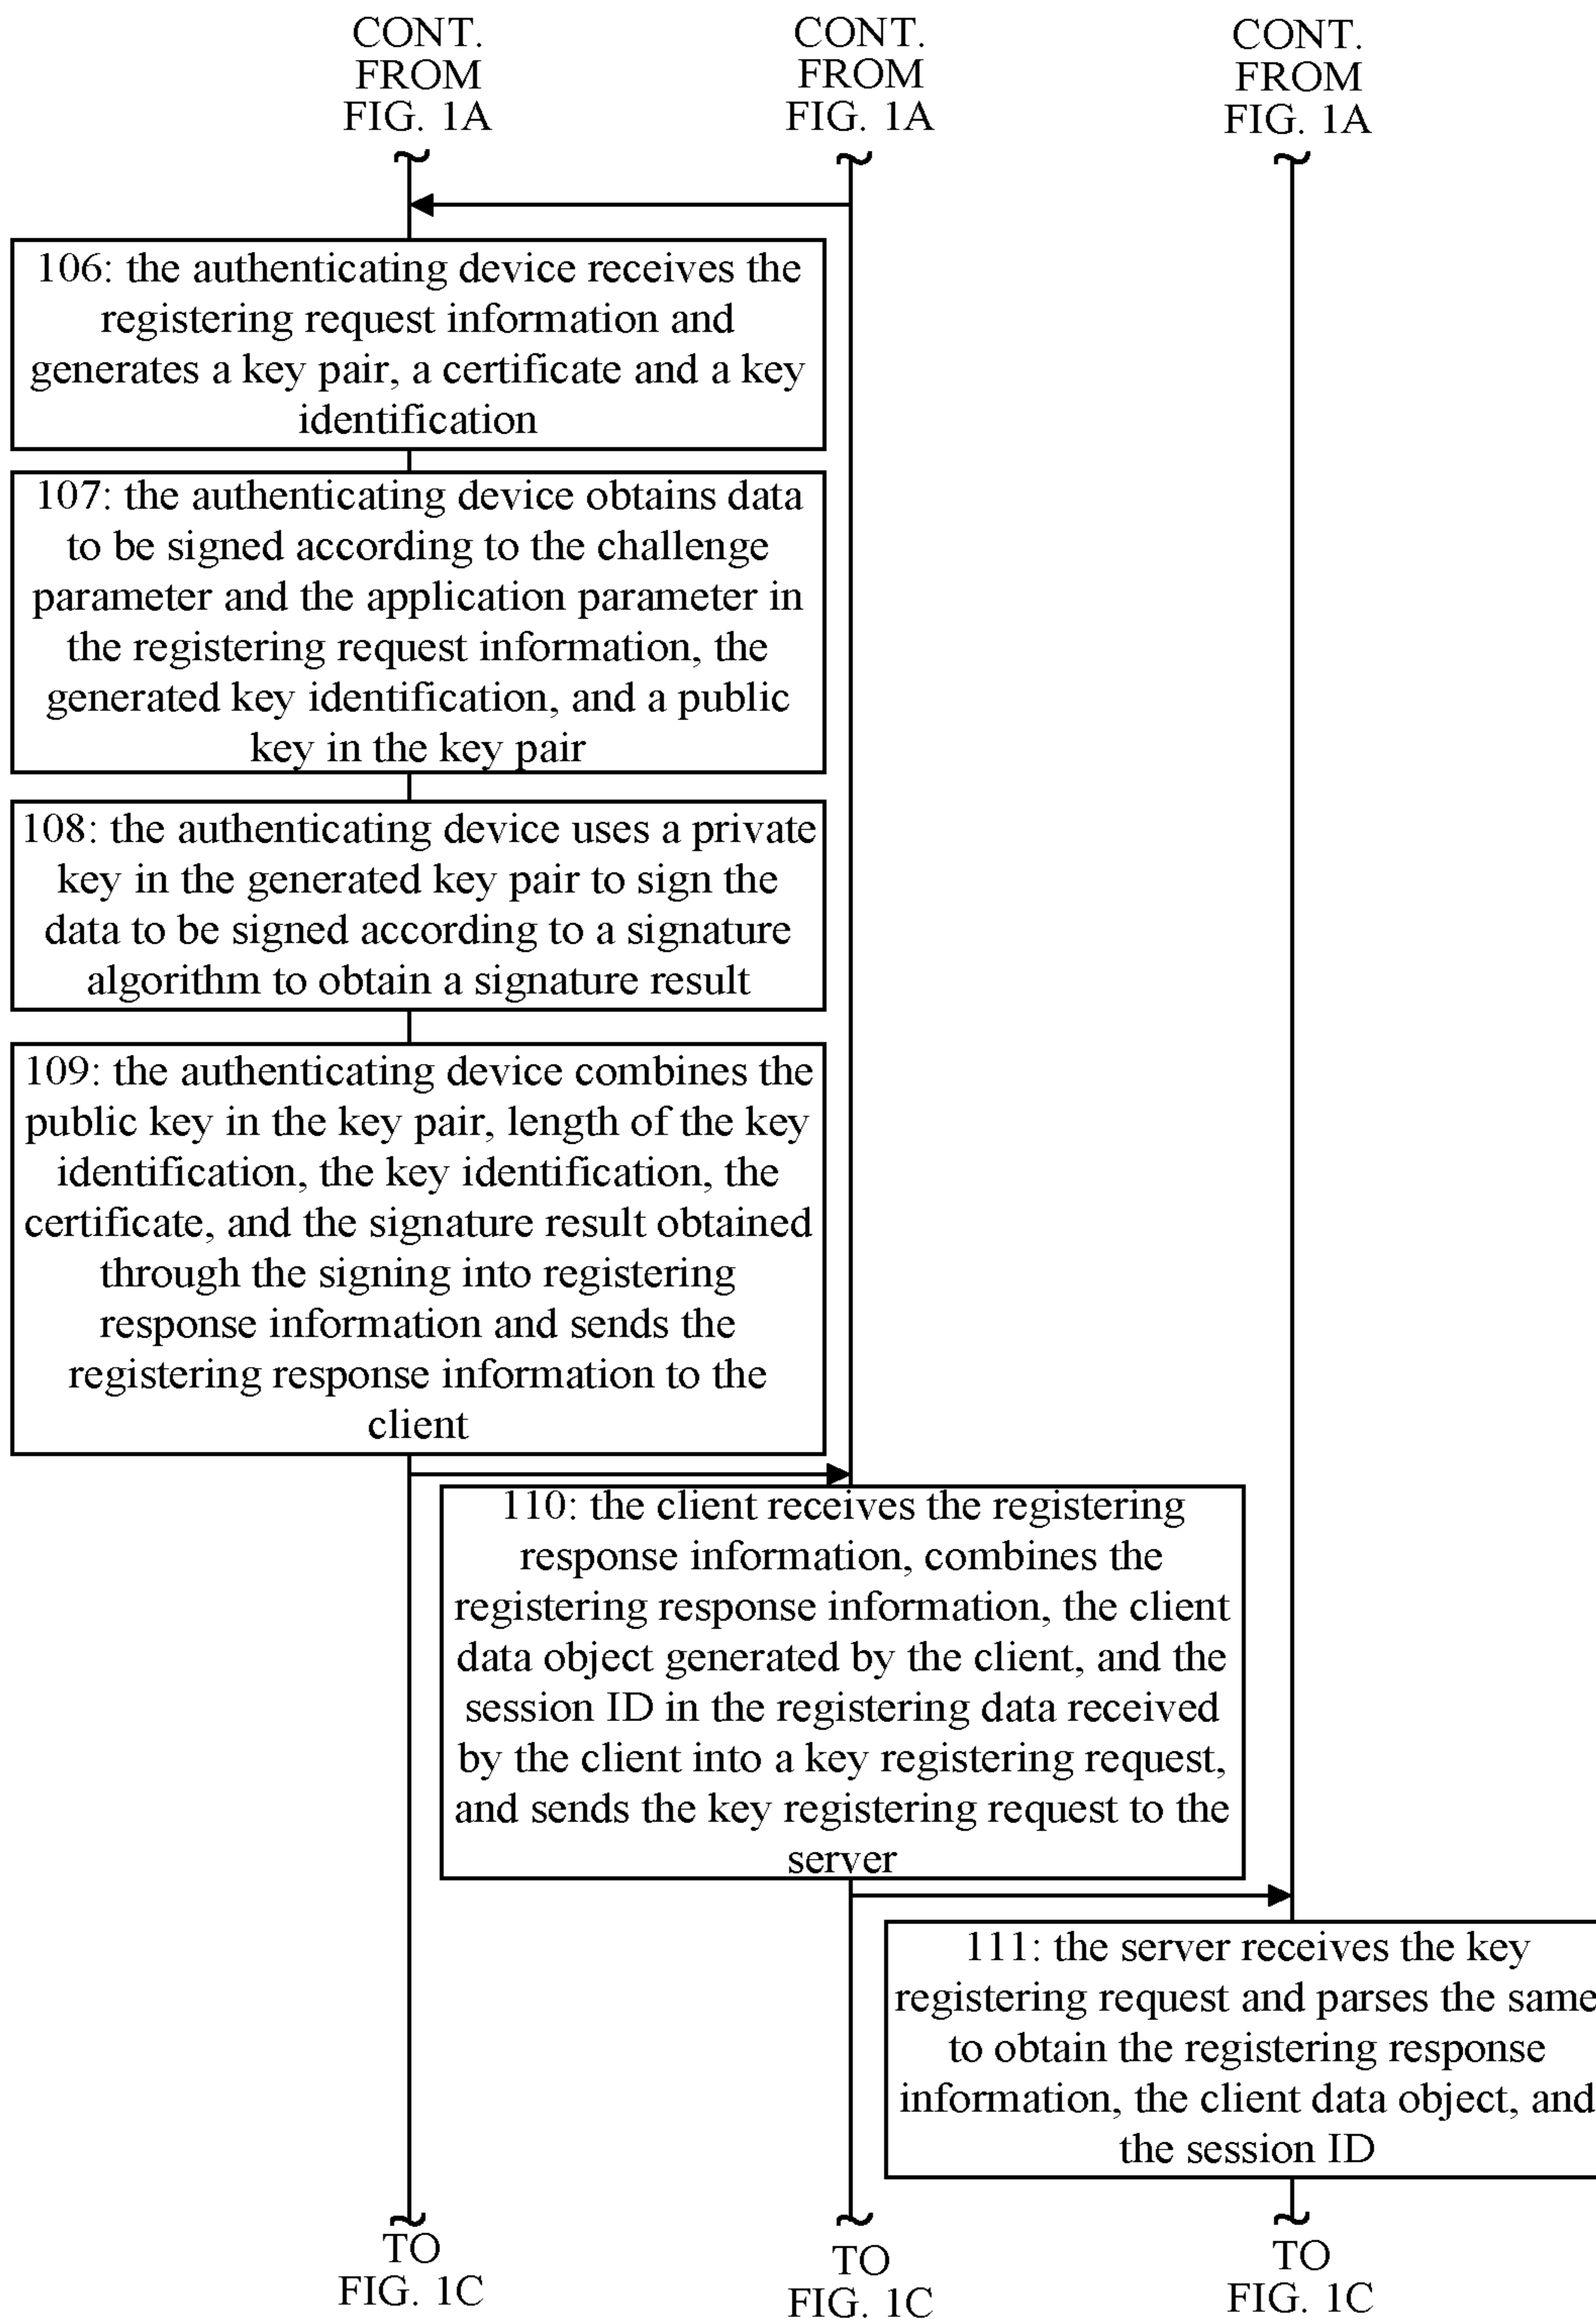 CONT.
FROM
FIG. 1A
CONT.
FROM
FIG. 1A
CONT.
FROM
FIG. 1A
106: the authenticating device receives the
registering request information and
generates a key pair, a certificate and a key
identification
107: the authenticating device obtains data
to be signed according to the challenge
parameter and the application parameter in
the registering request information, the
generated key identification, and a public
key in the key pair
108: the authenticating device uses a private
key in the generated key pair to sign the
data to be signed according to a signature
algorithm to obtain a signature result
109: the authenticating device combines the
public key in the key pair, length of the key
identification, the key identification, the
certificate, and the signature result obtained
through the signing into registering
response information and sends the
registering response information to the
client
110: the client receives the registering
response information, combines the
registering response information, the client
data object generated by the client, and the
session ID in the registering data received
by the client into a key registering request,
and sends the key registering request to the
server
111: the server receives the key
registering request and parses the same
to obtain the registering response
information, the client data object, and
the session ID
TO
FIG. 1C
TO
FIG. 1C
TO
FIG. 1C